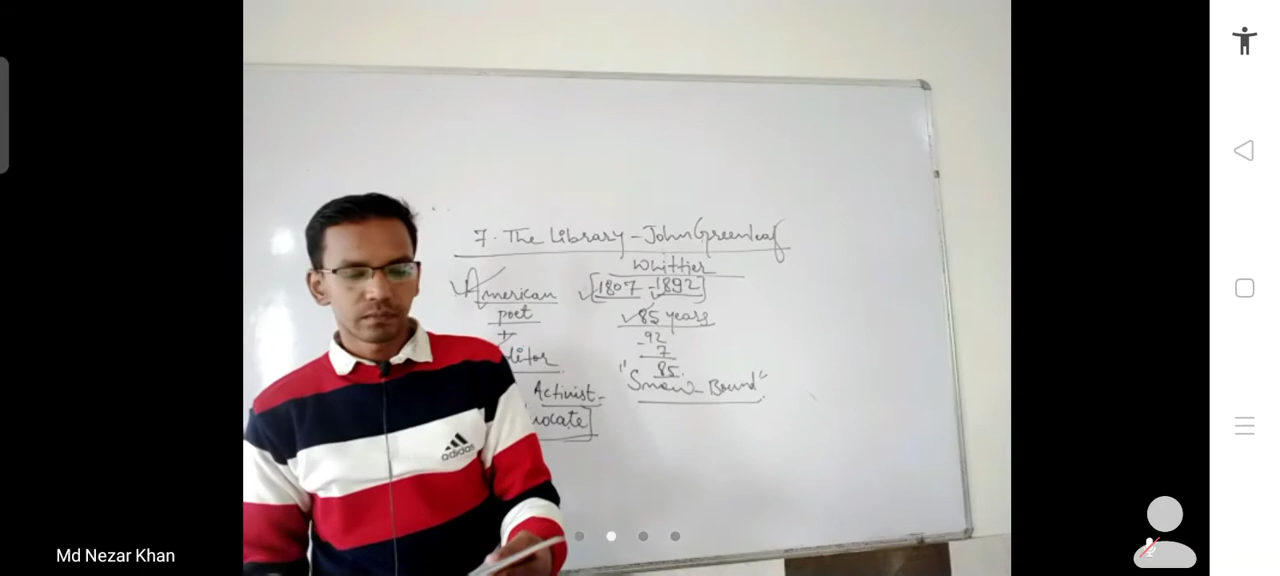 7. The Library - John Greenleaf
Whittier
American
[1807 - 1892]
poet
85 years
+
- 92
7
ditor
85.
"Snow-Bound"
Activist-
vocate
adidas
Md Nezar Khan